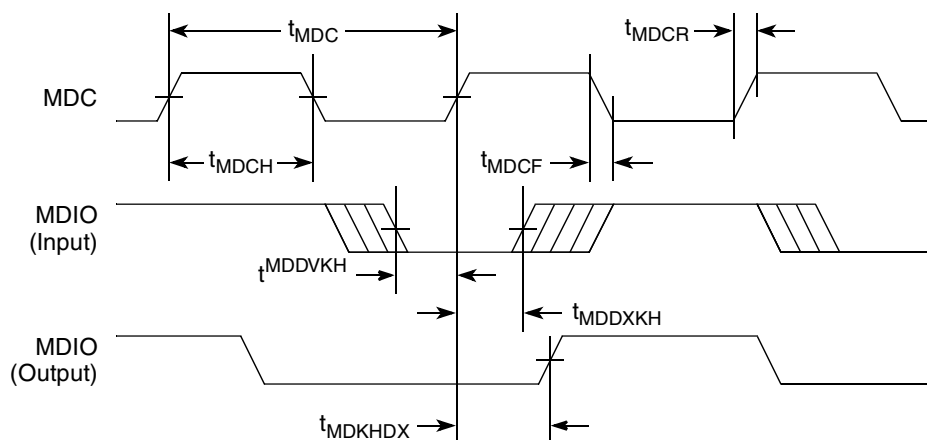 tMDC
tMDCR
MDC
tMDCH
tMDCF
MDIO
(Input)
tMDDVKH
tMDDXKH
MDIO
(Output)
tMDKHDX